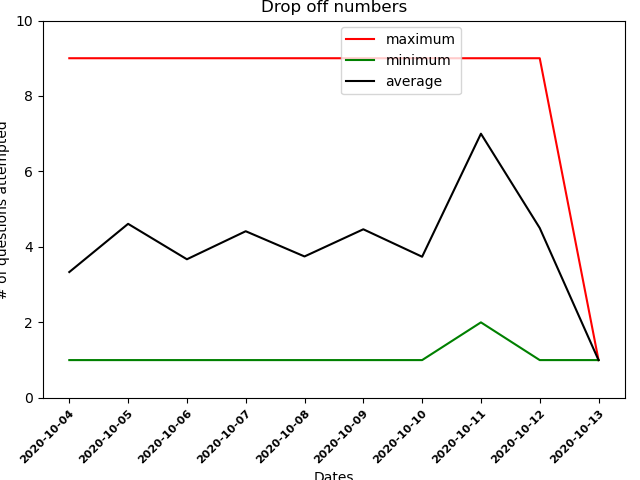 Drop off numbers
maximum
minimum
average
# of questions attempted
10
8
6
4
2
0
2020-10-04
2020-10-05
2020-10-06
2020-10-07
2020-10-08
2020-10-09
2020-10-10
2020-10-11
2020-10-12
2020-10-13
Dates